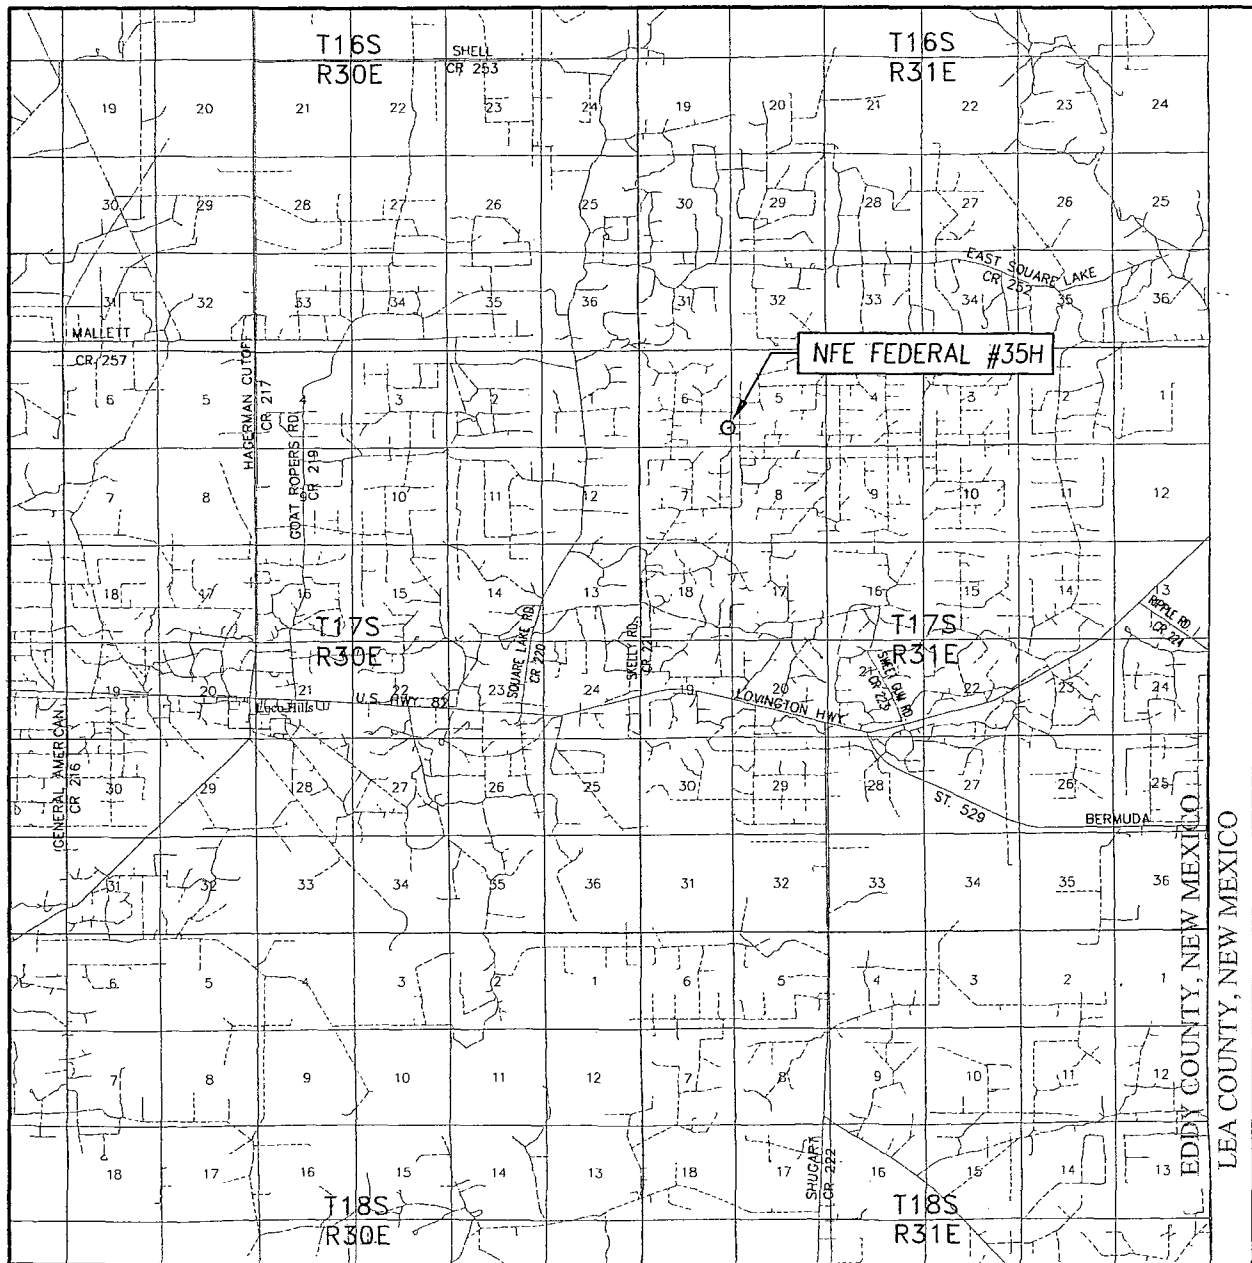 T16S
R30E
SHELL
CR 253
T16S
R31E
19 20 21 22 23 24 19 20 21 22 23 24
30 29 28 27 26 25 30 29 28 27 26 25
EAST SQUARE LAKE
CR 252
31 32 33 34 35 36 31 32 33 34 35 36
MALLETT
CR 257
HAGERMAN CUTOFF
CR 217
NFE FEDERAL #35H
6 5 4 3 2 1 6 5 4 3 2 1
GOAT ROPERS RD
CR 219
7 8 9 10 11 12 7 8 9 10 11 12
18 17 16 15 14 13 18 17 16 15 14 13
RIPPLE RD
CR 224
T17S
R30E
SQUARE LAKE RD
CR 220
SKELLY RD
CR 221
T17S
R31E
SWEET GUM RD
CR 223
19 20 21 22 23 24 19 20 21 22 23 24
U.S. HWY 82
Loco Hills
LOVINGTON HWY
GENERAL AMERICAN
CR 216
30 29 28 27 26 25 30 29 28 27 26 25
ST. 529
BERMUDA
31 32 33 34 35 36 31 32 33 34 35 36
6 5 4 3 2 1 6 5 4 3 2 1
7 8 9 10 11 12 7 8 9 10 11 12
18 17 16 15 14 13 18 17 16 15 14 13
SHUGART
CR 222
T18S
R30E
T18S
R31E
EDDY COUNTY, NEW MEXICO
LEA COUNTY, NEW MEXICO